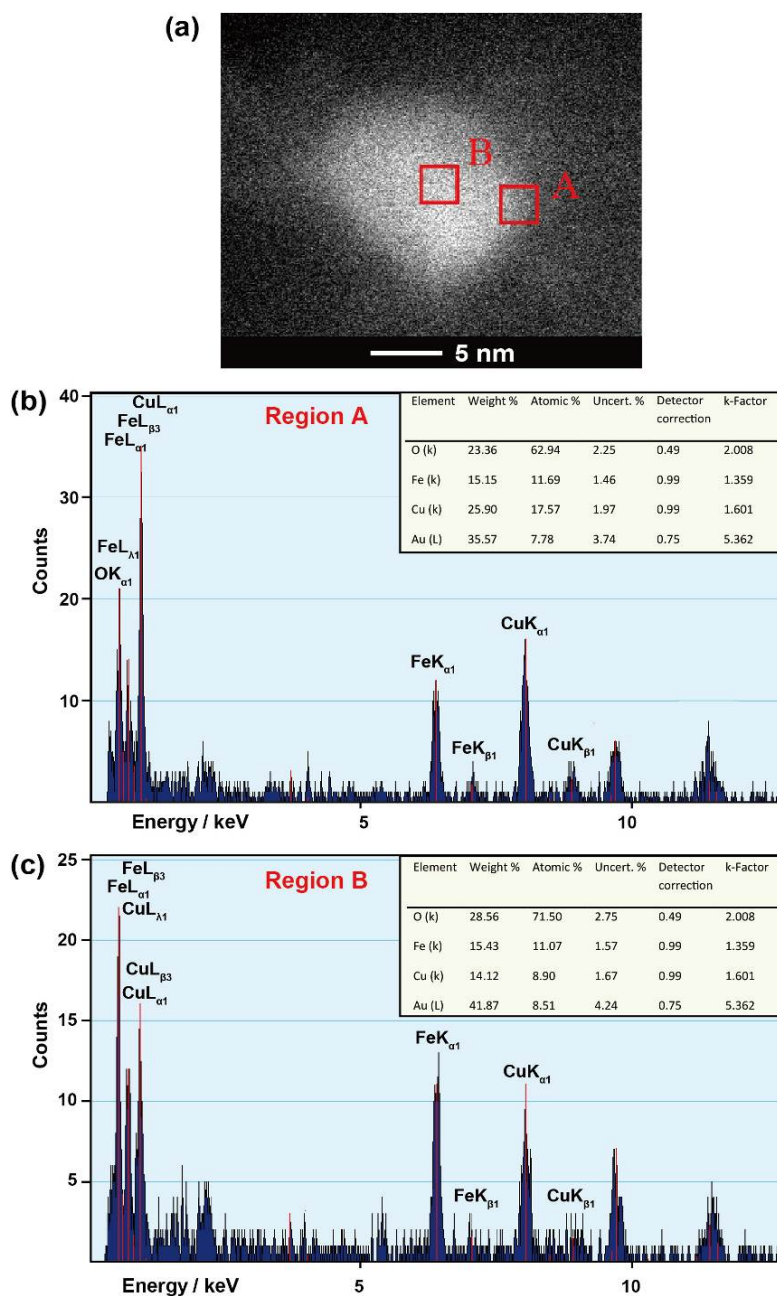 (a)
B
A
5 nm
(b)
40
30
20
10
Counts
CuLα1
FeLβ3
FeLα1
FeLλ1
OKα1
Region A
Element Weight % Atomic % Uncert. % Detector correction k-Factor
O (k) 23.36 62.94 2.25 0.49 2.008
Fe (k) 15.15 11.69 1.46 0.99 1.359
Cu (k) 25.90 17.57 1.97 0.99 1.601
Au (L) 35.57 7.78 3.74 0.75 5.362
FeKα1
CuKα1
FeKβ1
CuKβ1
Energy / keV
5
10
(c)
25
20
15
10
5
Counts
FeLβ3
FeLα1
CuLλ1
CuLβ3
CuLα1
Region B
Element Weight % Atomic % Uncert. % Detector correction k-Factor
O (k) 28.56 71.50 2.75 0.49 2.008
Fe (k) 15.43 11.07 1.57 0.99 1.359
Cu (k) 14.12 8.90 1.67 0.99 1.601
Au (L) 41.87 8.51 4.24 0.75 5.362
FeKα1
CuKα1
FeKβ1
CuKβ1
Energy / keV
5
10